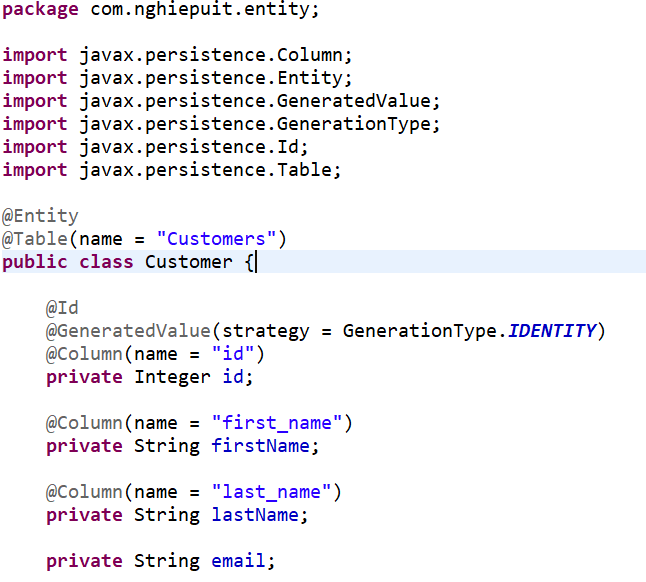 package com.nghiepuit.entity;
import javax.persistence.Column;
import javax.persistence.Entity;
import javax.persistence.GeneratedValue;
import javax.persistence.GenerationType;
import javax.persistence.Id;
import javax.persistence.Table;
@Entity
@Table(name = "Customers")
public class Customer {
@Id
@GeneratedValue(strategy = GenerationType.IDENTITY)
@Column(name = "id")
private Integer id;
@Column(name = "first_name")
private String firstName;
@Column(name = "last_name")
private String lastName;
private String email;